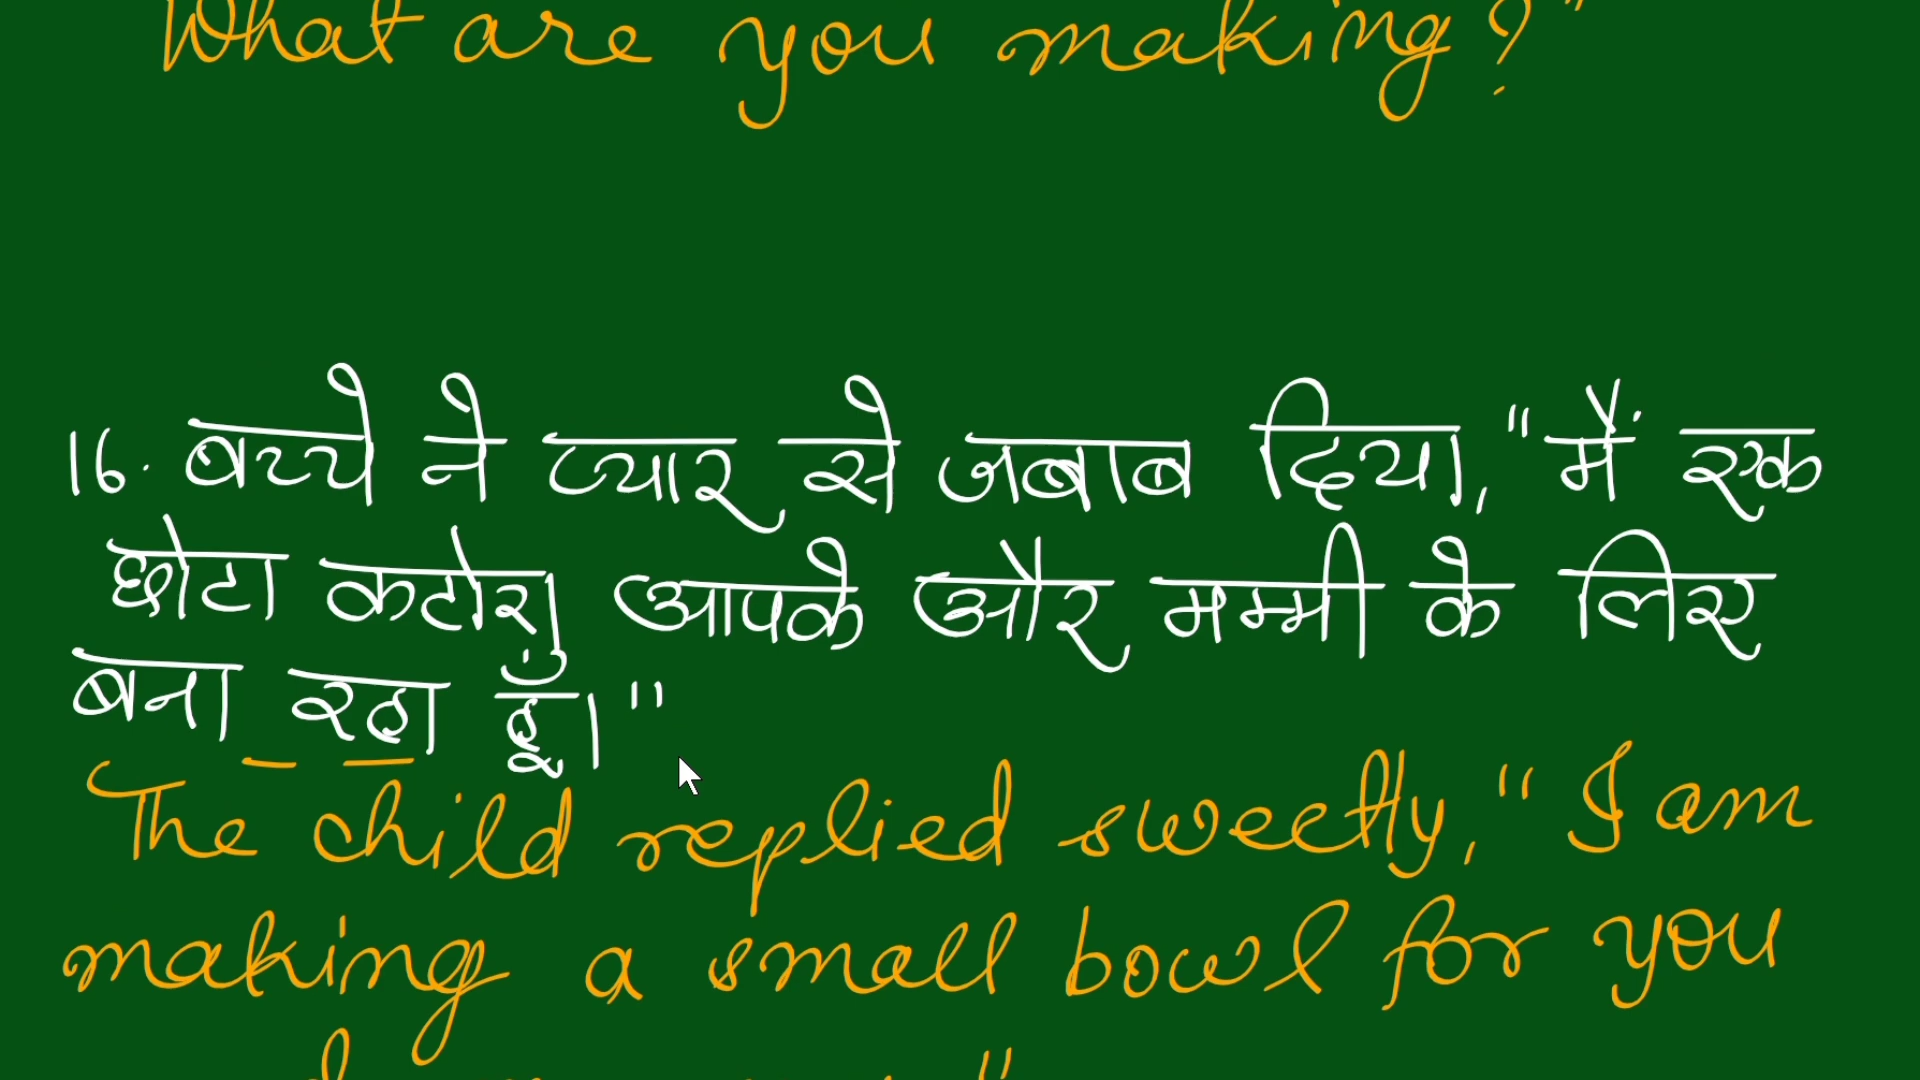 What are you making?"
16. बच्चे ने प्यार से जबाब दिया, "मैं एक
छोटा कटोरा आपके और मम्मी के लिए
बना रहा हूँ।"
The child replied sweetly, "I am
making a small bowl for you